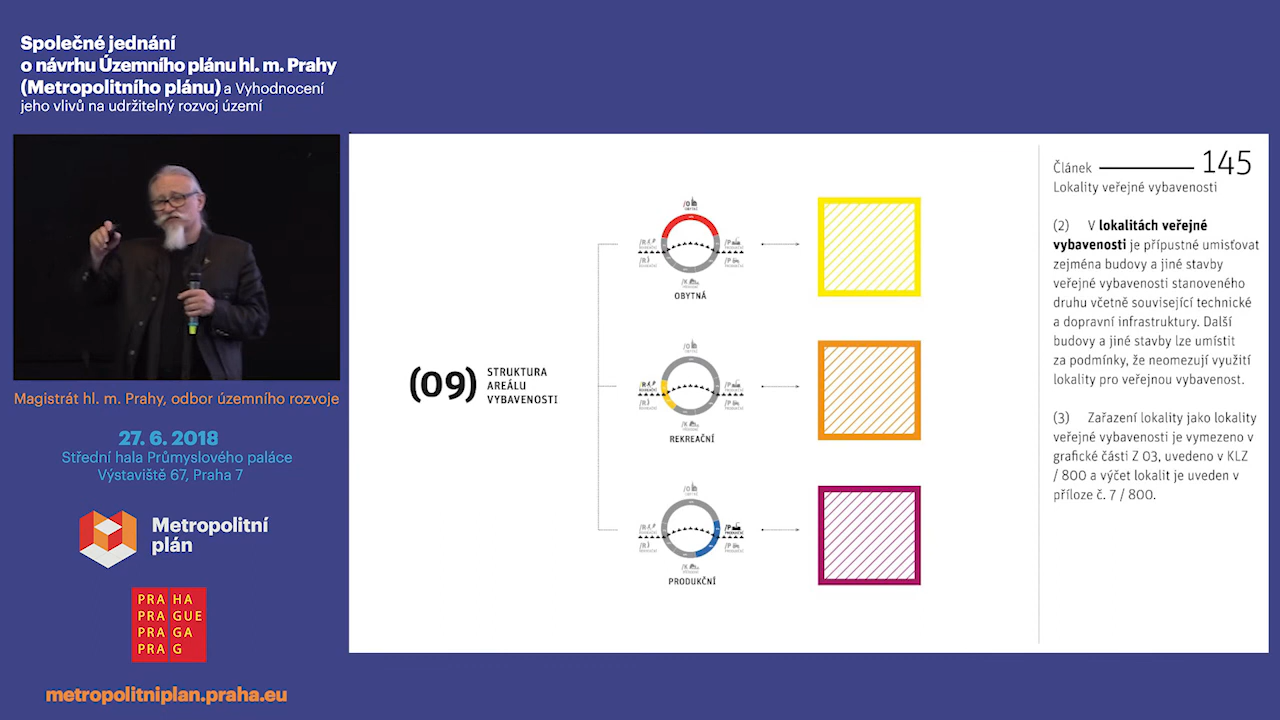 Společné jednání
o návrhu Územního plánu hl. m. Prahy
(Metropolitního plánu) a Vyhodnocení
jeho vlivů na udržitelný rozvoj území
Magistrát hl. m. Prahy, odbor územního rozvoje
27. 6. 2018
Střední hala Průmyslového paláce
Výstaviště 67, Praha 7
Metropolitní
plán
PRA HA
PRA GUE
PRA GA
PRA G
metropolitniplan.praha.eu
(09) STRUKTURA
AREÁLU
VYBAVENOSTI
OBYTNÁ
REKREAČNÍ
PRODUKČNÍ
Článek 145
Lokality veřejné vybavenosti
(2) V lokalitách veřejné
vybavenosti je přípustné umisťovat
zejména budovy a jiné stavby
veřejné vybavenosti stanoveného
druhu včetně související technické
a dopravní infrastruktury. Další
budovy a jiné stavby lze umístit
za podmínky, že neomezují využití
lokality pro veřejnou vybavenost.
(3) Zařazení lokality jako lokality
veřejné vybavenosti je vymezeno v
grafické části Z 03, uvedeno v KLZ
/ 800 a výčet lokalit je uveden v
příloze č. 7 / 800.